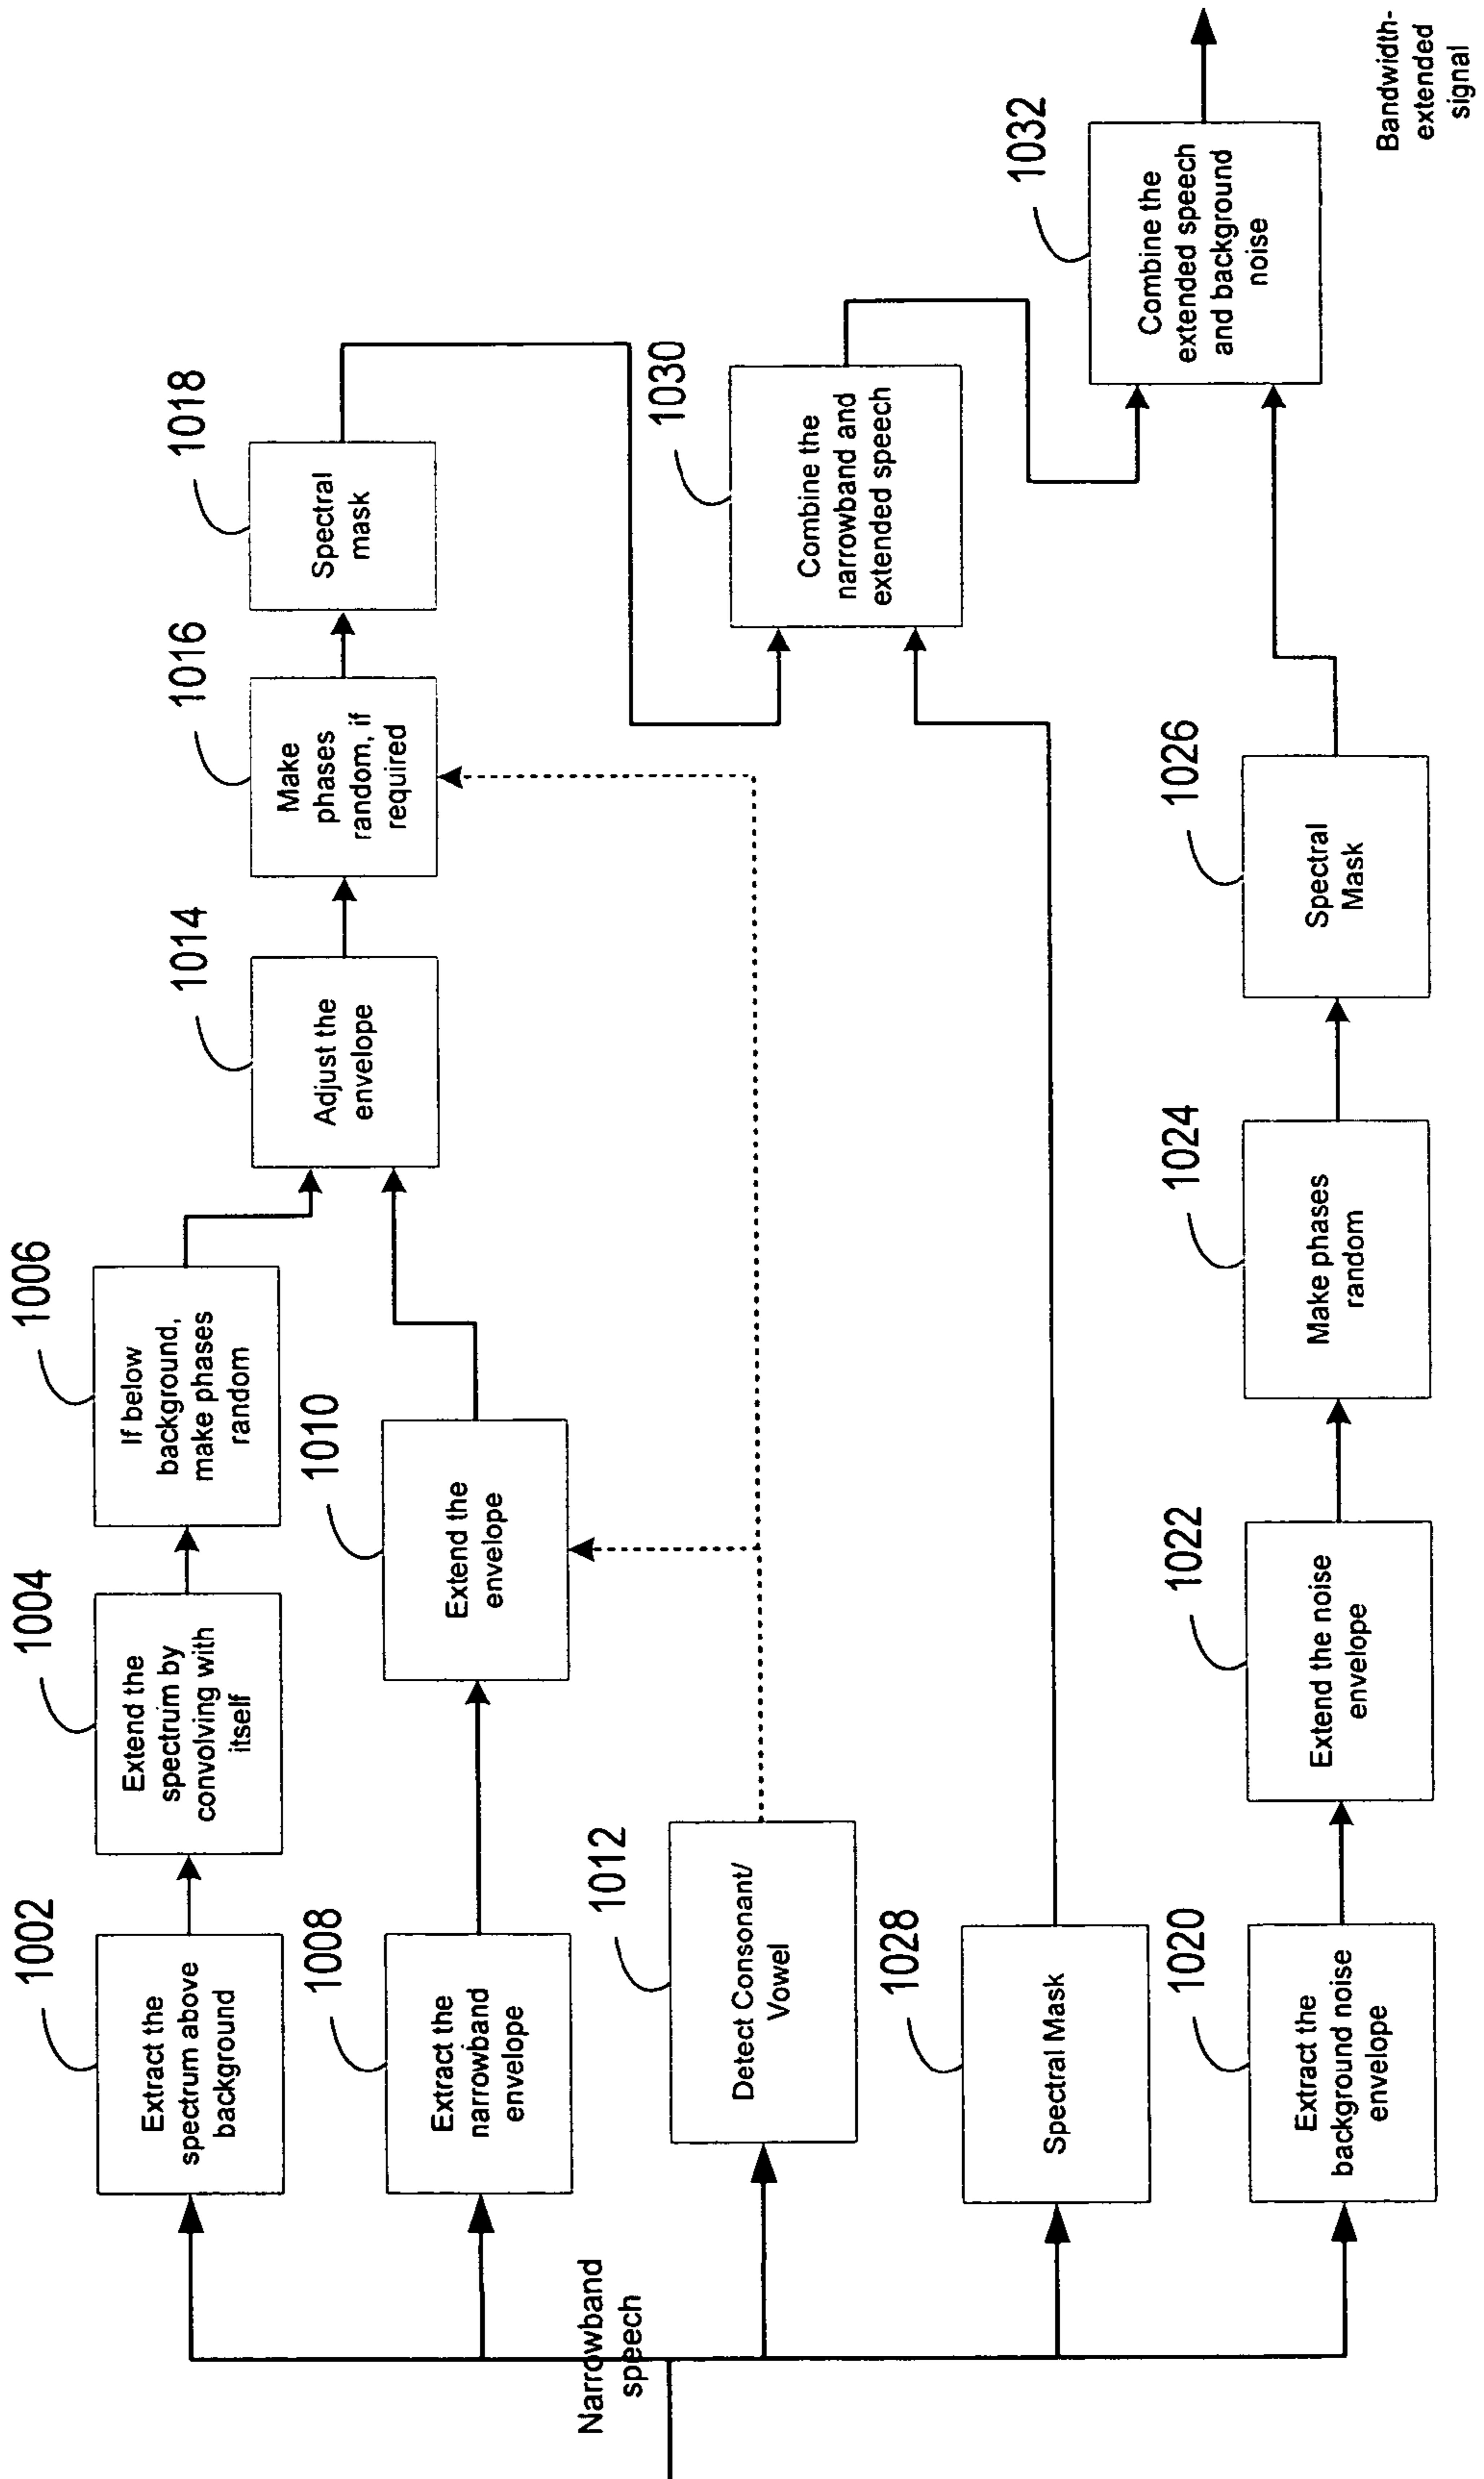 1002
Extract the
spectrum above
background
1004
Extend the
spectrum by
convolving with
itself
1006
If below
background,
make phases
random
1008
Extract the
narrowband
envelope
1010
Extend the
envelope
1012
Detect Consonant/
Vowel
1014
Adjust the
envelope
1016
Make
phases
random, if
required
1018
Spectral
mask
Narrowband
speech
1028
Spectral Mask
1030
Combine the
narrowband and
extended speech
1020
Extract the
background noise
envelope
1022
Extend the noise
envelope
1024
Make phases
random
1026
Spectral
Mask
1032
Combine the
extended speech
and background
noise
Bandwidth-
extended
signal